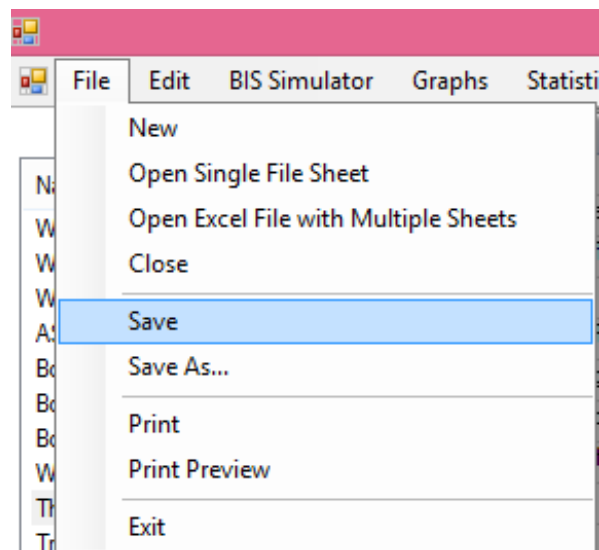 File Edit BIS Simulator Graphs
New
Open Single File Sheet
Open Excel File with Multiple Sheets
Close
Save
Save As...
Print
Print Preview
Exit